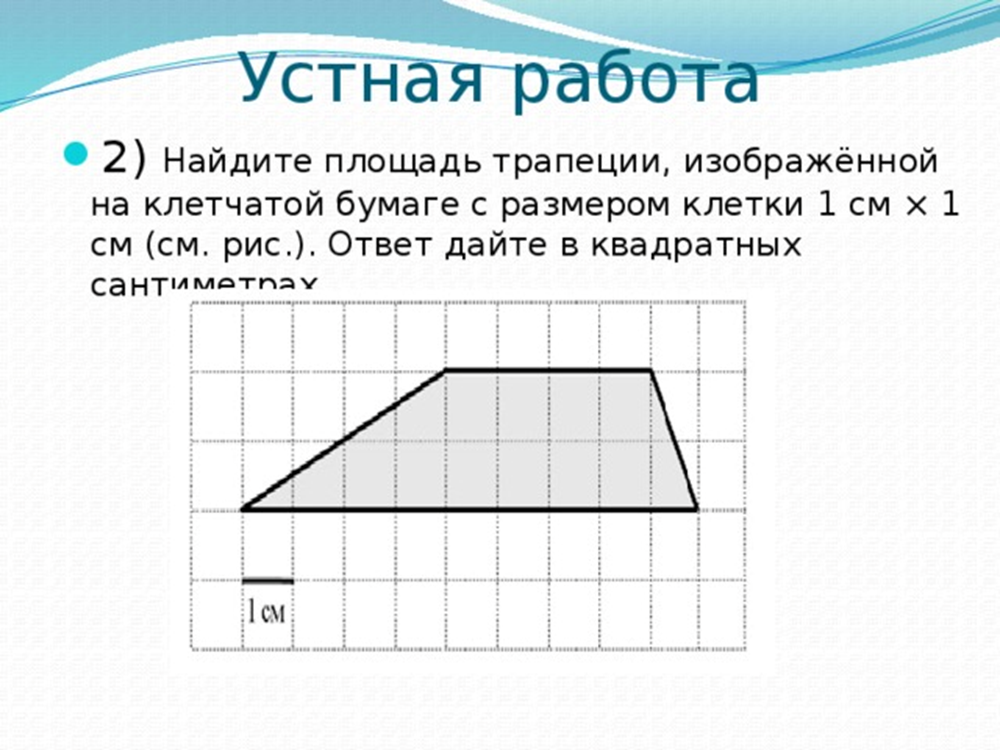 Устная работа
2) Найдите площадь трапеции, изображённой
на клетчатой бумаге с размером клетки 1 см × 1
см (см. рис.). Ответ дайте в квадратных
сантиметрах
1 см